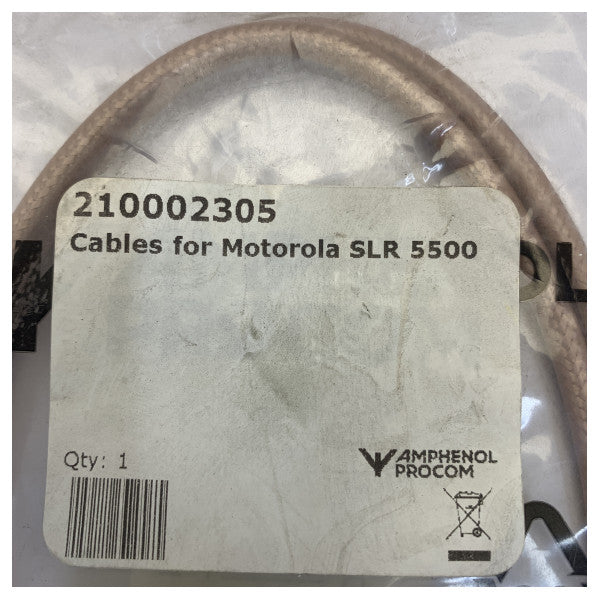 210002305
Cables for Motorola SLR 5500
Qty: 1
AMPHENOL
PROCOM